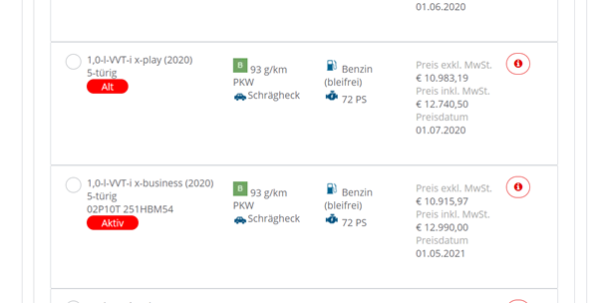 01.06.2020
1,0-l-VVT-i x-play (2020)
5-türig
Alt
B 93 g/km
PKW
Schrägheck
Benzin
(bleifrei)
72 PS
Preis exkl. MwSt.
€ 10.983,19
Preis inkl. MwSt.
€ 12.740,50
Preisdatum
01.07.2020
1,0-l-VVT-i x-business (2020)
5-türig
02P10T 251HBM54
Aktiv
B 93 g/km
PKW
Schrägheck
Benzin
(bleifrei)
72 PS
Preis exkl. MwSt.
€ 10.915,97
Preis inkl. MwSt.
€ 12.990,00
Preisdatum
01.05.2021